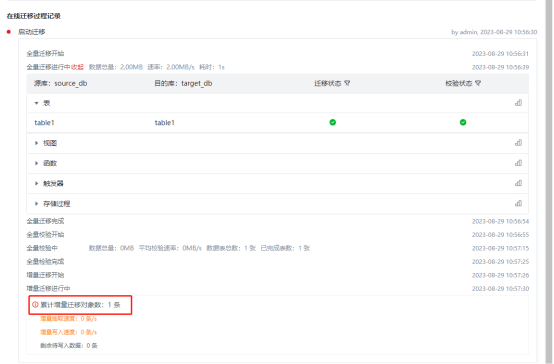 在线迁移过程记录
启动迁移 by admin, 2023-08-29 10:56:30
全量迁移开始 2023-08-29 10:56:31
全量迁移进行中收起 数据总量：2.00MB 速率：2.00MB/s 耗时：1s 2023-08-29 10:56:39
源库：source_db 目的库：target_db 迁移状态 校验状态
表
table1 table1
视图
函数
触发器
存储过程
全量迁移完成 2023-08-29 10:56:54
全量校验开始 2023-08-29 10:56:55
全量校验中 数据总量：0MB 平均校验速率：0MB/s 数据表总数：1 张 已完成表数：1 张 2023-08-29 10:57:15
全量校验完成 2023-08-29 10:57:25
增量迁移开始 2023-08-29 10:57:26
增量迁移进行中 2023-08-29 10:57:30
累计增量迁移对象数：1 条
增量抽取速度：0 条/s
增量写入速度：0 条/s
剩余待写入数据：0 条